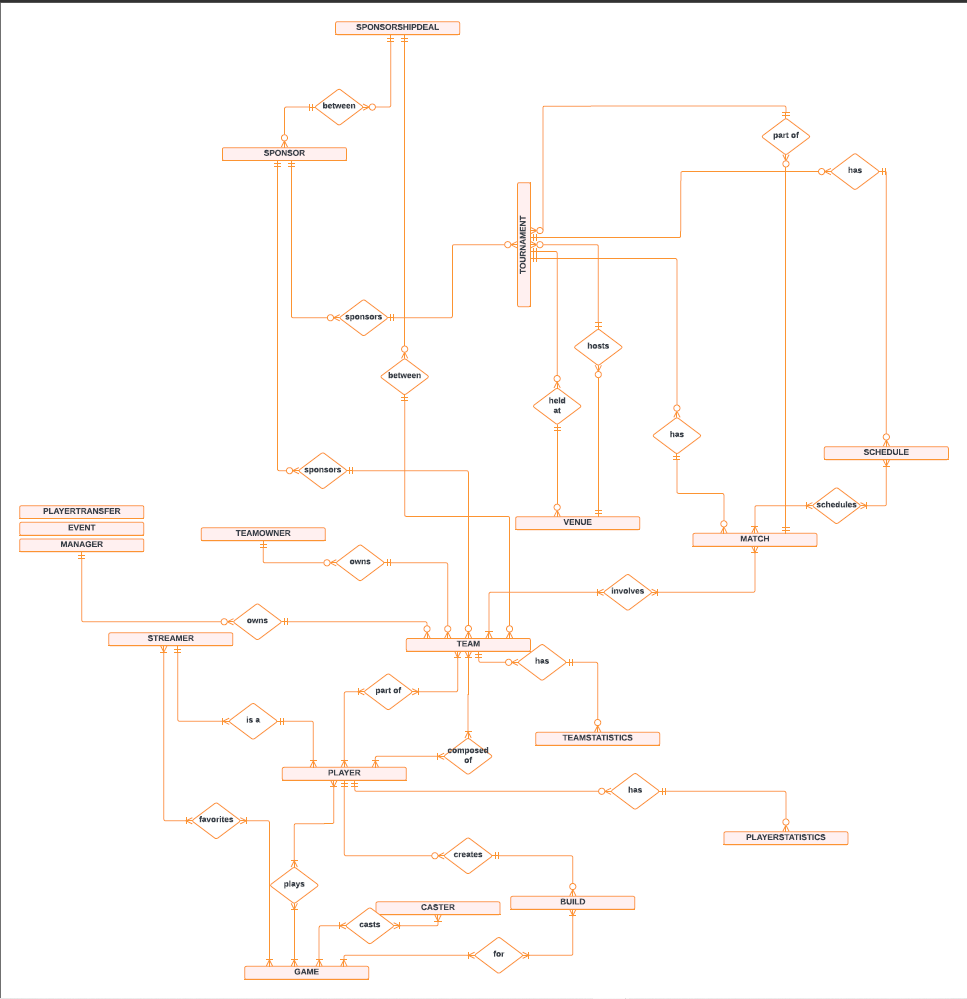 SPONSORSHIPDEAL
between
SPONSOR
part of
has
TOURNAMENT
sponsors
hosts
between
held
at
has
SCHEDULE
sponsors
schedules
PLAYERTRANSFER
EVENT
MANAGER
TEAMOWNER
VENUE
MATCH
owns
involves
owns
STREAMER
TEAM
has
part of
is a
TEAMSTATISTICS
composed
of
PLAYER
has
favorites
PLAYERSTATISTICS
creates
plays
BUILD
CASTER
casts
for
GAME